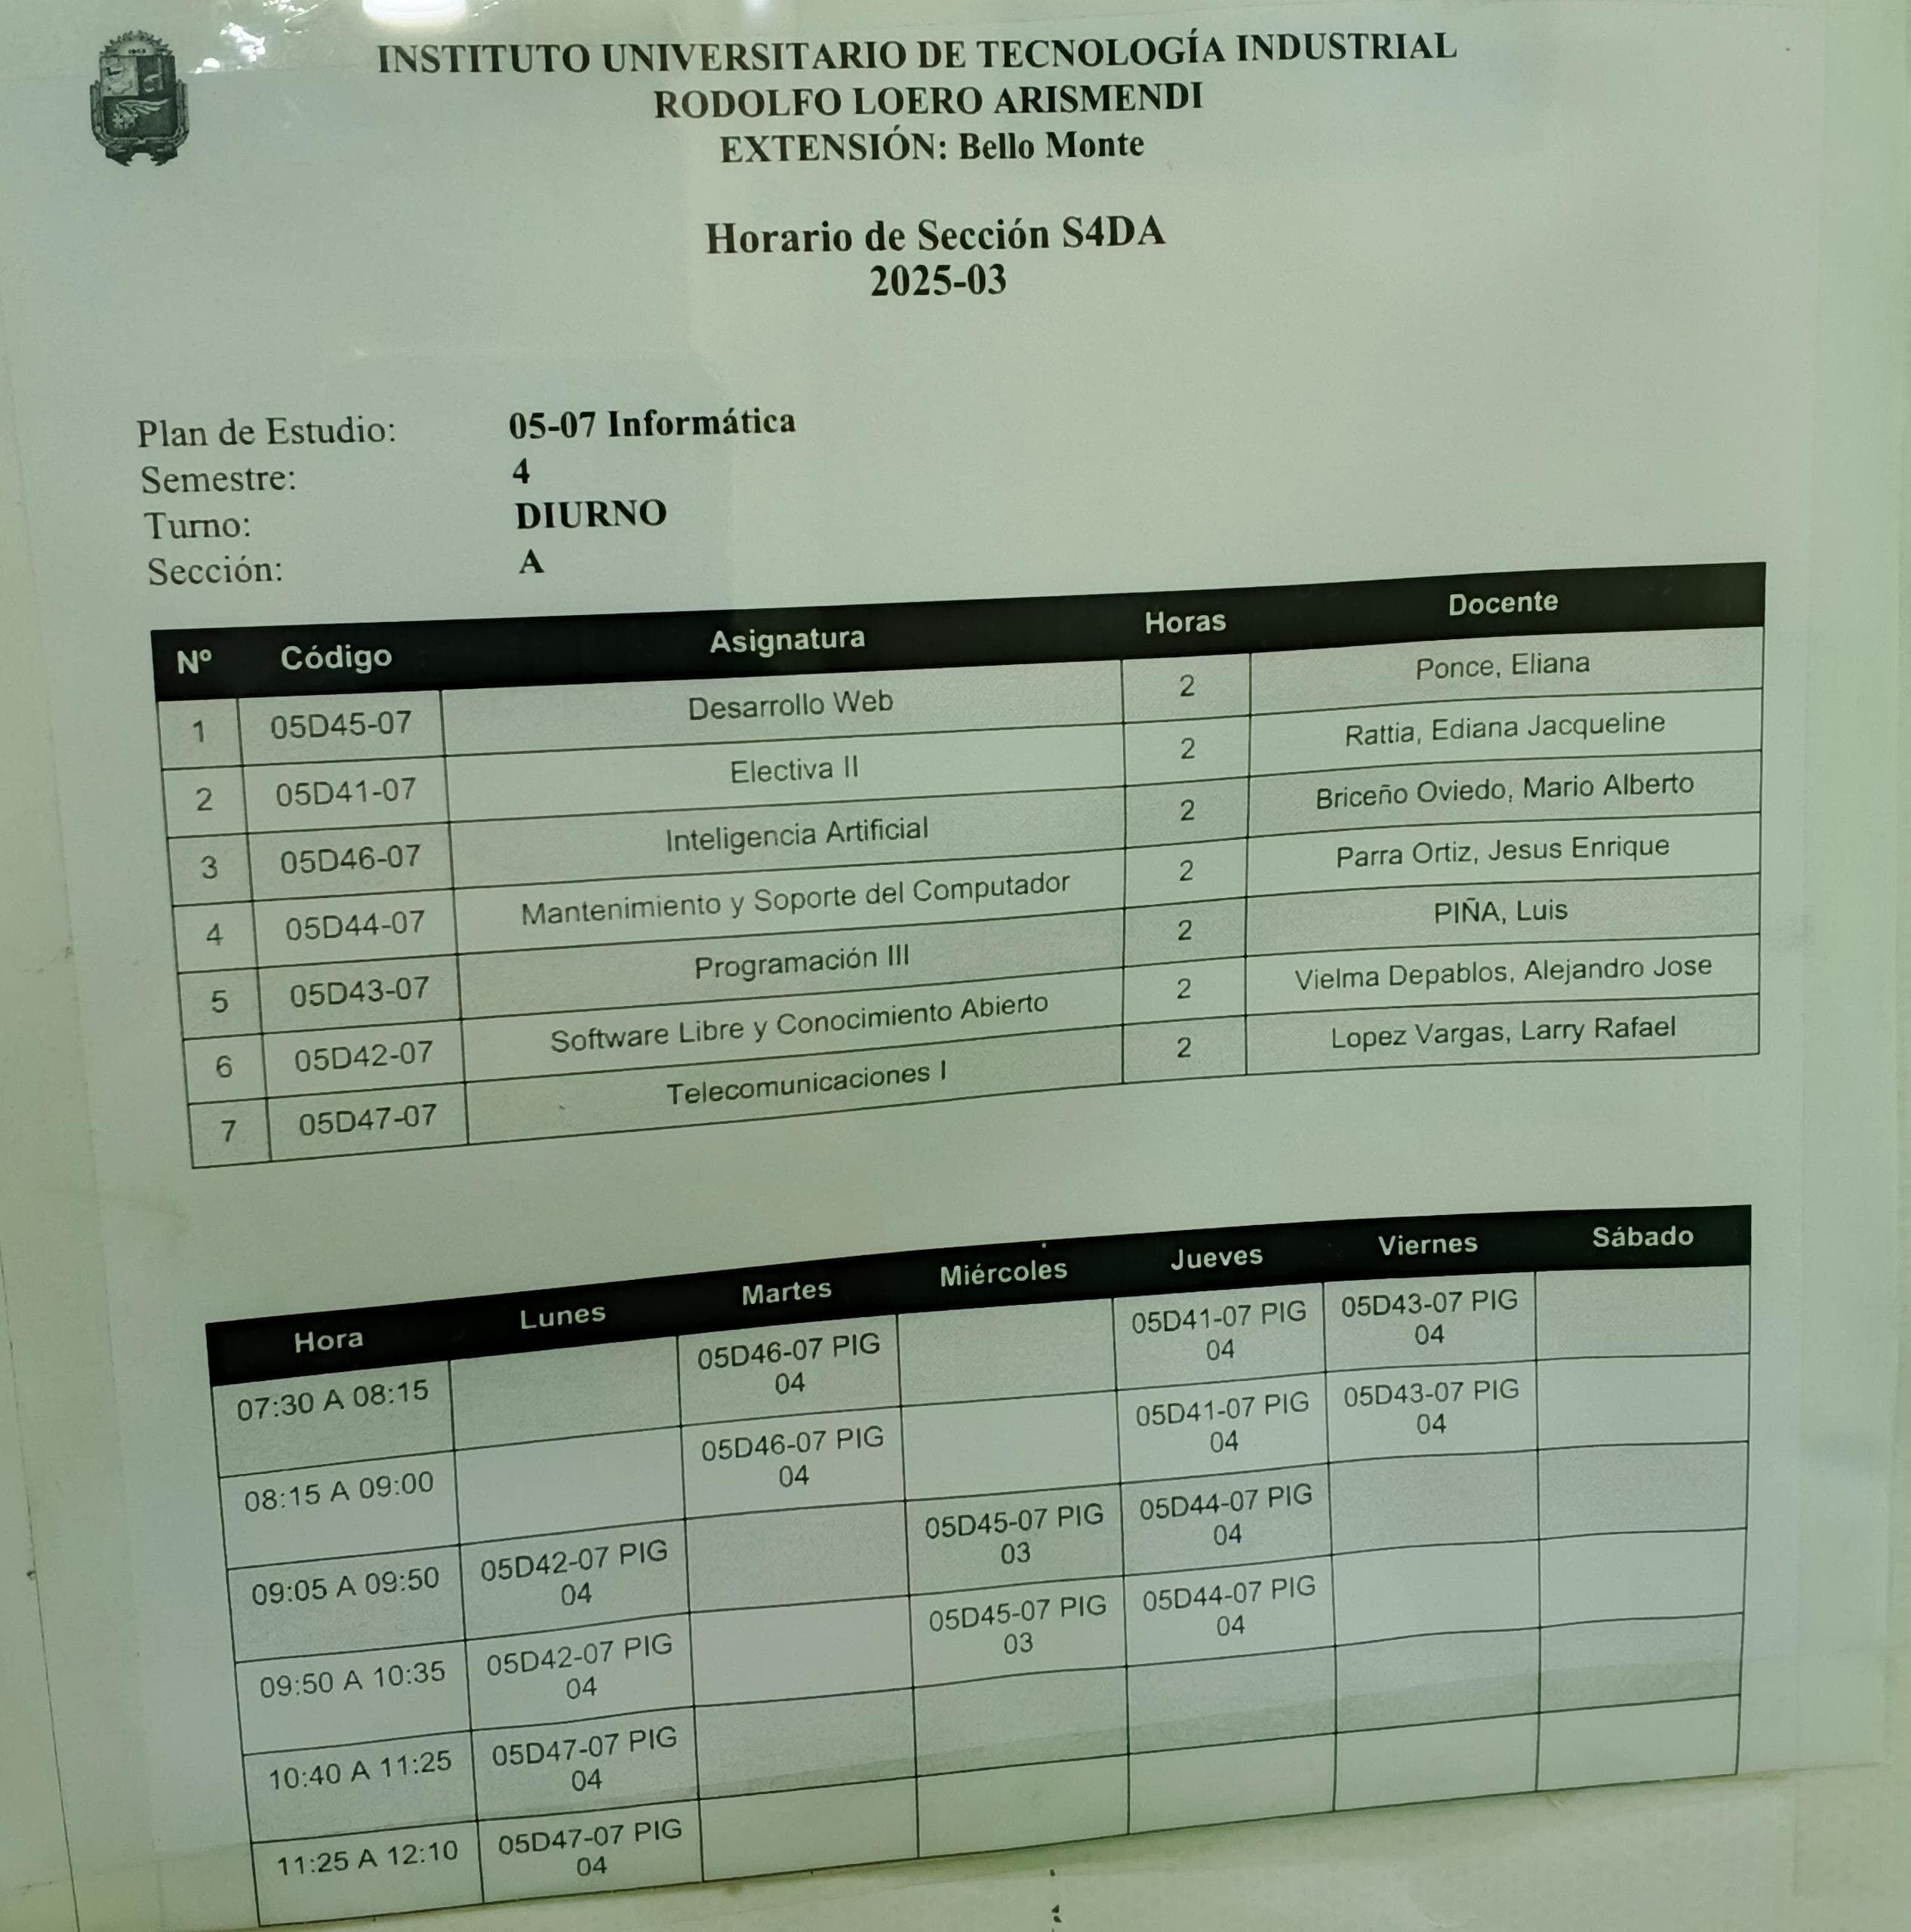 INSTITUTO UNIVERSITARIO DE TECNOLOGÍA INDUSTRIAL
RODOLFO LOERO ARISMENDI
EXTENSIÓN: Bello Monte
Horario de Sección S4DA
2025-03
Plan de Estudio: 05-07 Informática
Semestre: 4
Turno: DIURNO
Sección: A
Nº Código Asignatura Horas Docente
1 05D45-07 Desarrollo Web 2 Ponce, Eliana
2 05D41-07 Electiva II 2 Rattia, Ediana Jacqueline
3 05D46-07 Inteligencia Artificial 2 Briceño Oviedo, Mario Alberto
4 05D44-07 Mantenimiento y Soporte del Computador 2 Parra Ortiz, Jesus Enrique
5 05D43-07 Programación III 2 PIÑA, Luis
6 05D42-07 Software Libre y Conocimiento Abierto 2 Vielma Depablos, Alejandro Jose
7 05D47-07 Telecomunicaciones I 2 Lopez Vargas, Larry Rafael
Hora Lunes Martes Miércoles Jueves Viernes Sábado
07:30 A 08:15 05D46-07 PIG 04 05D41-07 PIG 04 05D43-07 PIG 04
08:15 A 09:00 05D46-07 PIG 04 05D41-07 PIG 04 05D43-07 PIG 04
09:05 A 09:50 05D42-07 PIG 04 05D45-07 PIG 03 05D44-07 PIG 04
09:50 A 10:35 05D42-07 PIG 04 05D45-07 PIG 03 05D44-07 PIG 04
10:40 A 11:25 05D47-07 PIG 04
11:25 A 12:10 05D47-07 PIG 04